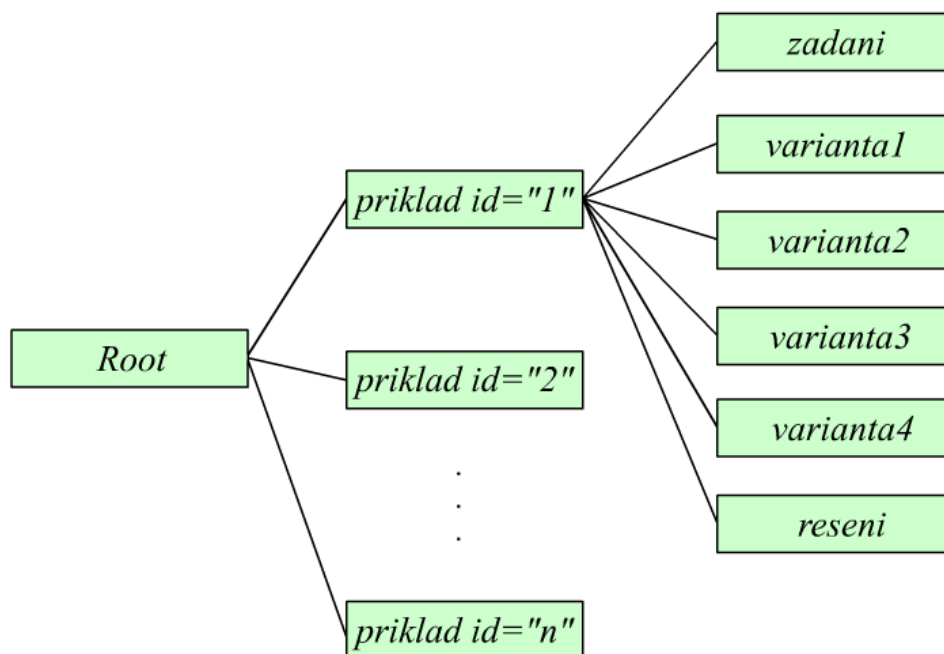 zadani
varianta1
priklad id="1"
varianta2
varianta3
Root
priklad id="2"
varianta4
reseni
priklad id="n"